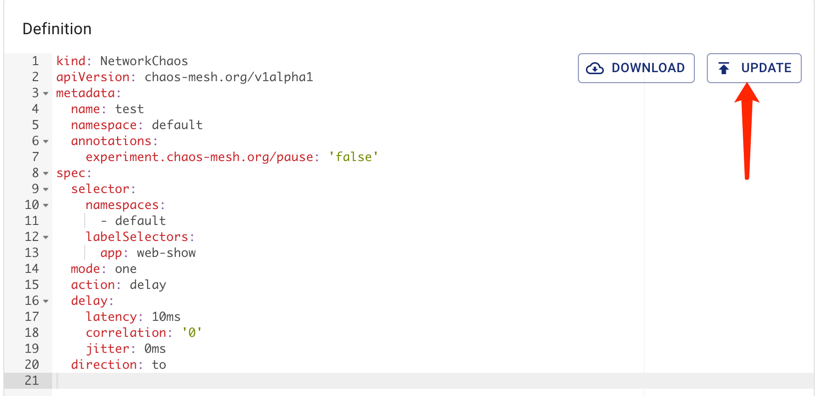 Definition
DOWNLOAD
UPDATE
1 kind: NetworkChaos
2 apiVersion: chaos-mesh.org/v1alpha1
3 metadata:
4   name: test
5   namespace: default
6   annotations:
7     experiment.chaos-mesh.org/pause: 'false'
8 spec:
9   selector:
10     namespaces:
11       - default
12     labelSelectors:
13       app: web-show
14   mode: one
15   action: delay
16   delay:
17     latency: 10ms
18     correlation: '0'
19     jitter: 0ms
20   direction: to
21